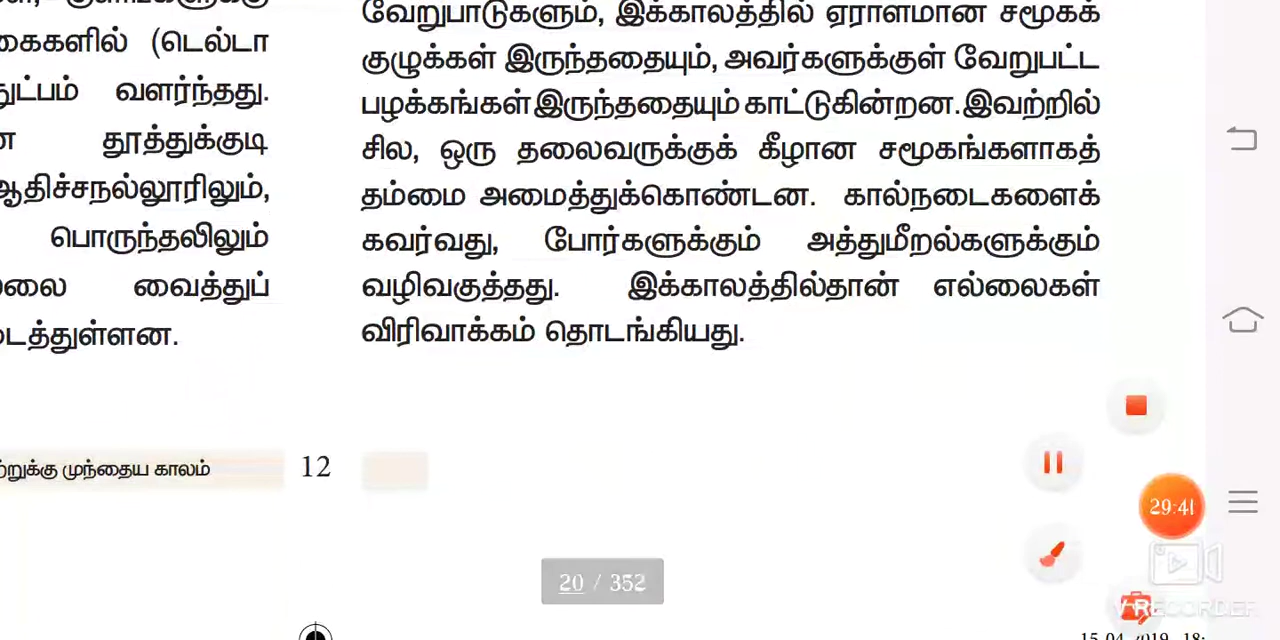 (டெல்டா
வளர்ந்தது.
தூத்துக்குடி
ஆதிச்சநல்லூரிலும்,
பொருந்தலிலும்
வைத்துப்
வேறுபாடுகளும், இக்காலத்தில் ஏராளமான சமூகக்
குழுக்கள் இருந்ததையும், அவர்களுக்குள் வேறுபட்ட
பழக்கங்கள் இருந்ததையும் காட்டுகின்றன. இவற்றில்
சில, ஒரு தலைவருக்குக் கீழான சமூகங்களாகத்
தம்மை அமைத்துக்கொண்டன. கால்நடைகளைக்
கவர்வது, போர்களுக்கும் அத்துமீறல்களுக்கும்
வழிவகுத்தது. இக்காலத்தில்தான் எல்லைகள்
விரிவாக்கம் தொடங்கியது.
முந்தைய காலம் 12
29:41
20 / 352
V RECORDER